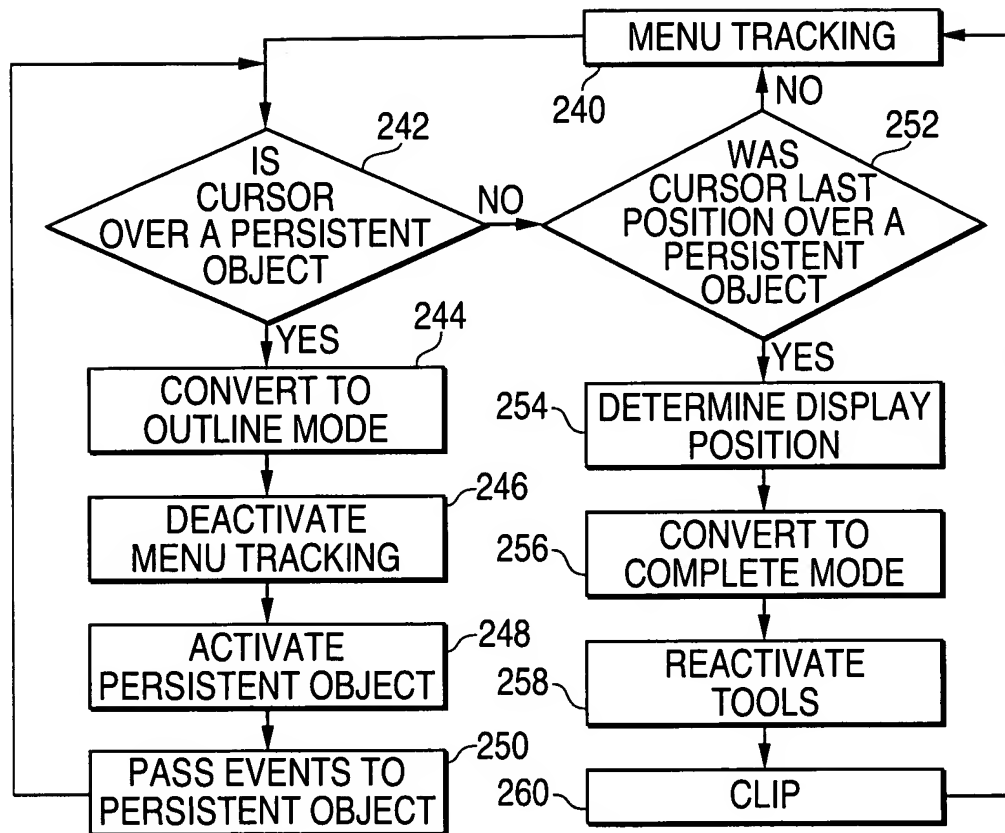 MENU TRACKING
240
242
IS
CURSOR
OVER A PERSISTENT
OBJECT
NO
YES
244
CONVERT TO
OUTLINE MODE
246
DEACTIVATE
MENU TRACKING
248
ACTIVATE
PERSISTENT OBJECT
250
PASS EVENTS TO
PERSISTENT OBJECT
NO
252
WAS
CURSOR LAST
POSITION OVER A
PERSISTENT
OBJECT
YES
254
DETERMINE DISPLAY
POSITION
256
CONVERT TO
COMPLETE MODE
258
REACTIVATE
TOOLS
260
CLIP